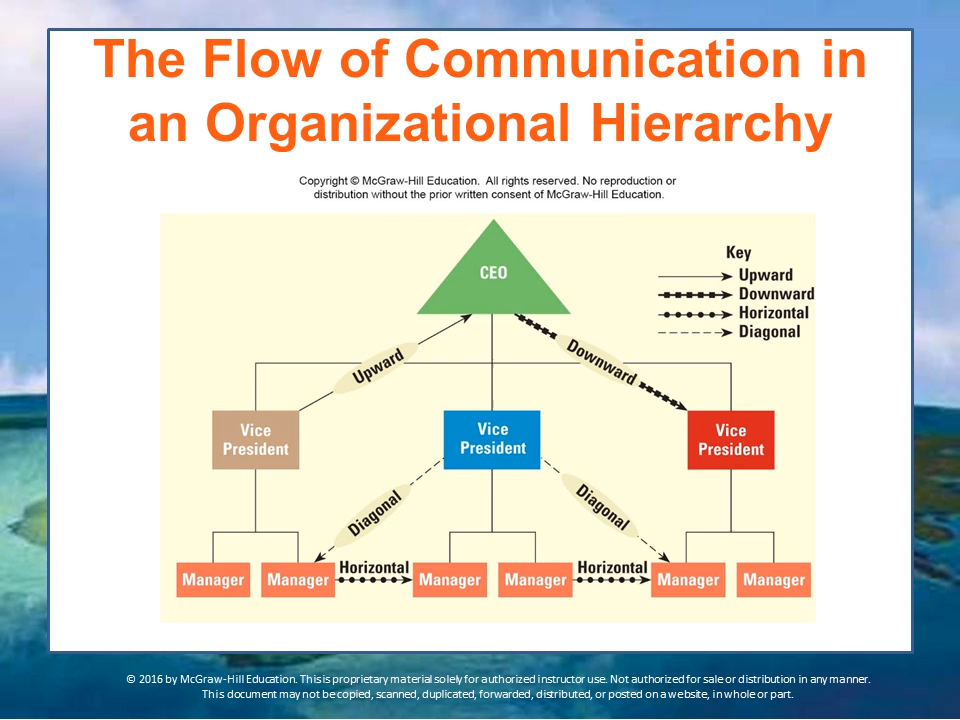 The Flow of Communication in
an Organizational Hierarchy
Copyright © McGraw-Hill Education. All rights reserved. No reproduction or
distribution without the prior written consent of McGraw-Hill Education.
CEO
Key
Upward
Downward
Horizontal
Diagonal
Upward
Downward
Vice
President
Vice
President
Vice
President
Diagonal
Diagonal
Manager
Manager
Horizontal
Manager
Manager
Horizontal
Manager
Manager
© 2016 by McGraw-Hill Education. This is proprietary material solely for authorized instructor use. Not authorized for sale or distribution in any manner.
This document may not be copied, scanned, duplicated, forwarded, distributed, or posted on a website, in whole or part.